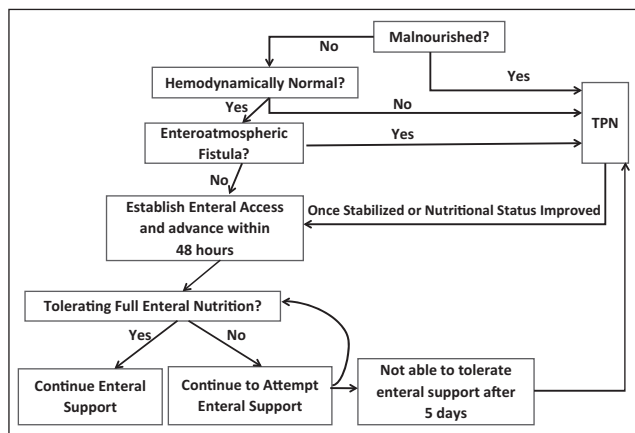 Malnourished?
No
Yes
Hemodynamically Normal?
Yes
No
TPN
Enteroatmospheric
Fistula?
Yes
No
Establish Enteral Access
and advance within
48 hours
Once Stabilized or Nutritional Status Improved
Tolerating Full Enteral Nutrition?
Yes
No
Continue Enteral
Support
Continue to Attempt
Enteral Support
Not able to tolerate
enteral support after
5 days